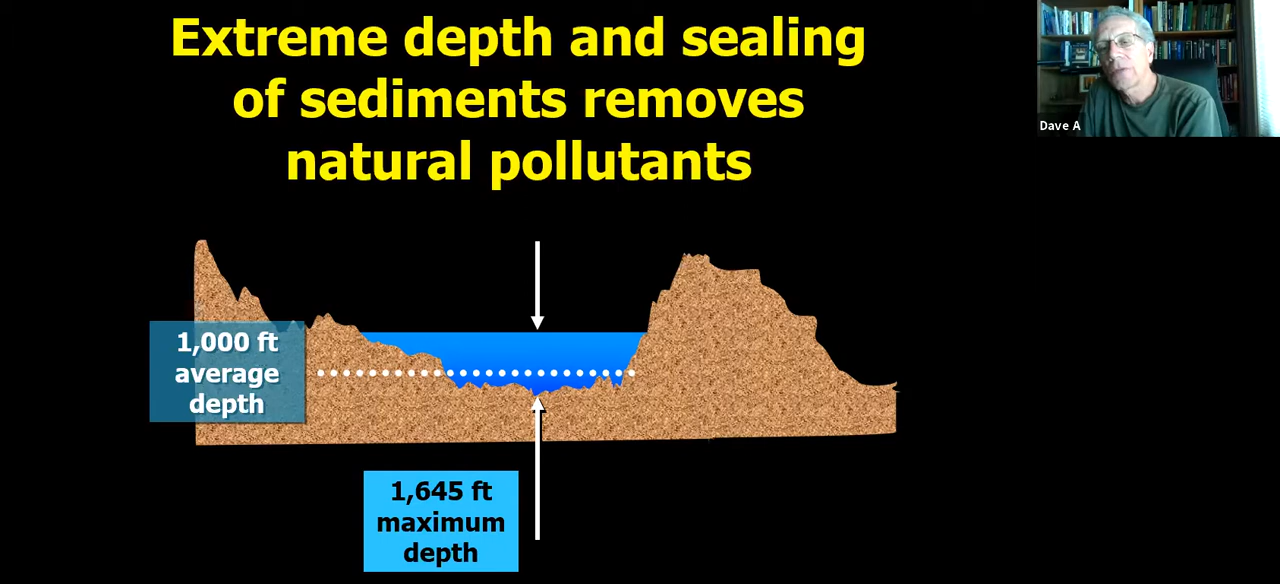 Extreme depth and sealing
of sediments removes
natural pollutants
Dave A
1,000 ft
average
depth
1,645 ft
maximum
depth